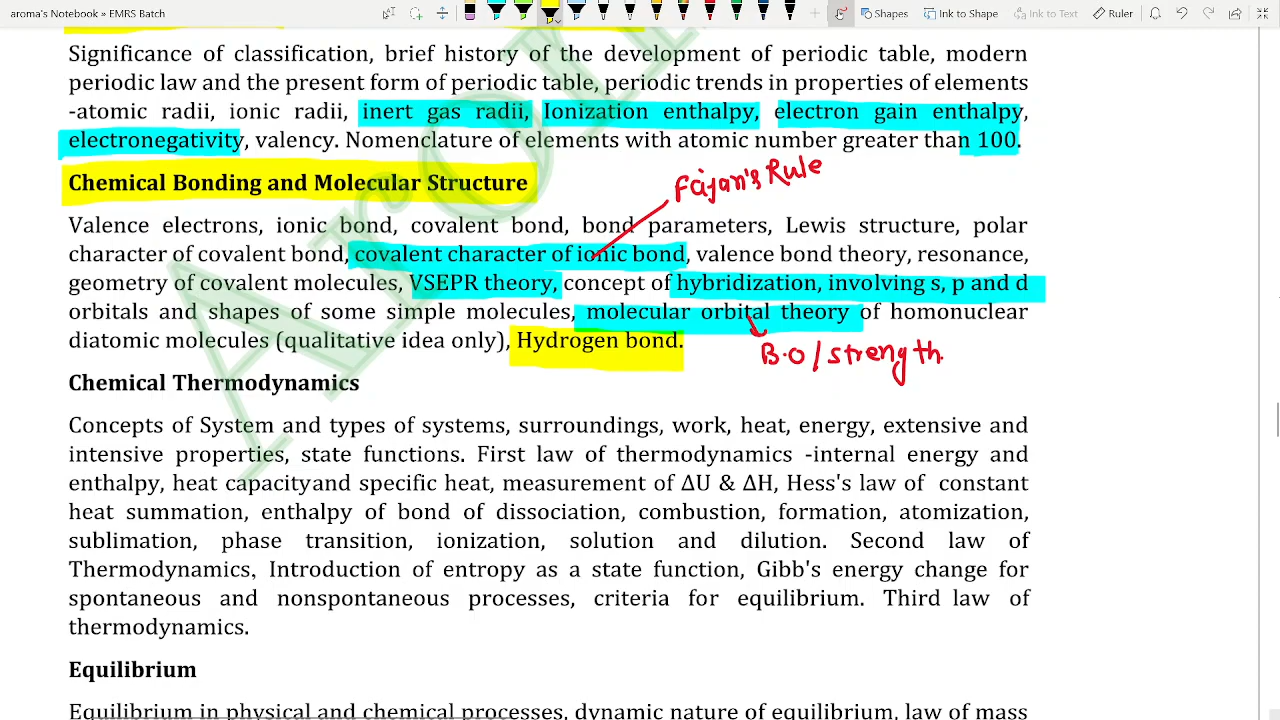 aroma's Notebook » EMRS Batch
Shapes Ink to Shape Ink to Text Ruler
Significance of classification, brief history of the development of periodic table, modern
periodic law and the present form of periodic table, periodic trends in properties of elements
-atomic radii, ionic radii, inert gas radii, Ionization enthalpy, electron gain enthalpy,
electronegativity, valency. Nomenclature of elements with atomic number greater than 100.
Fajan's Rule
Chemical Bonding and Molecular Structure
Valence electrons, ionic bond, covalent bond, bond parameters, Lewis structure, polar
character of covalent bond, covalent character of ionic bond, valence bond theory, resonance,
geometry of covalent molecules, VSEPR theory, concept of hybridization, involving s, p and d
orbitals and shapes of some simple molecules, molecular orbital theory of homonuclear
diatomic molecules (qualitative idea only), Hydrogen bond.
B.O/strength
Chemical Thermodynamics
Concepts of System and types of systems, surroundings, work, heat, energy, extensive and
intensive properties, state functions. First law of thermodynamics -internal energy and
enthalpy, heat capacityand specific heat, measurement of ΔU & ΔH, Hess's law of constant
heat summation, enthalpy of bond of dissociation, combustion, formation, atomization,
sublimation, phase transition, ionization, solution and dilution. Second law of
Thermodynamics, Introduction of entropy as a state function, Gibb's energy change for
spontaneous and nonspontaneous processes, criteria for equilibrium. Third law of
thermodynamics.
Equilibrium
Equilibrium in physical and chemical processes, dynamic nature of equilibrium, law of mass